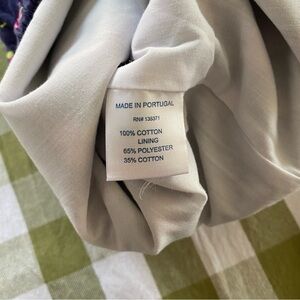 MADE IN PORTUGAL
RN# 138371
100% COTTON
LINING
65% POLYESTER
35% COTTON